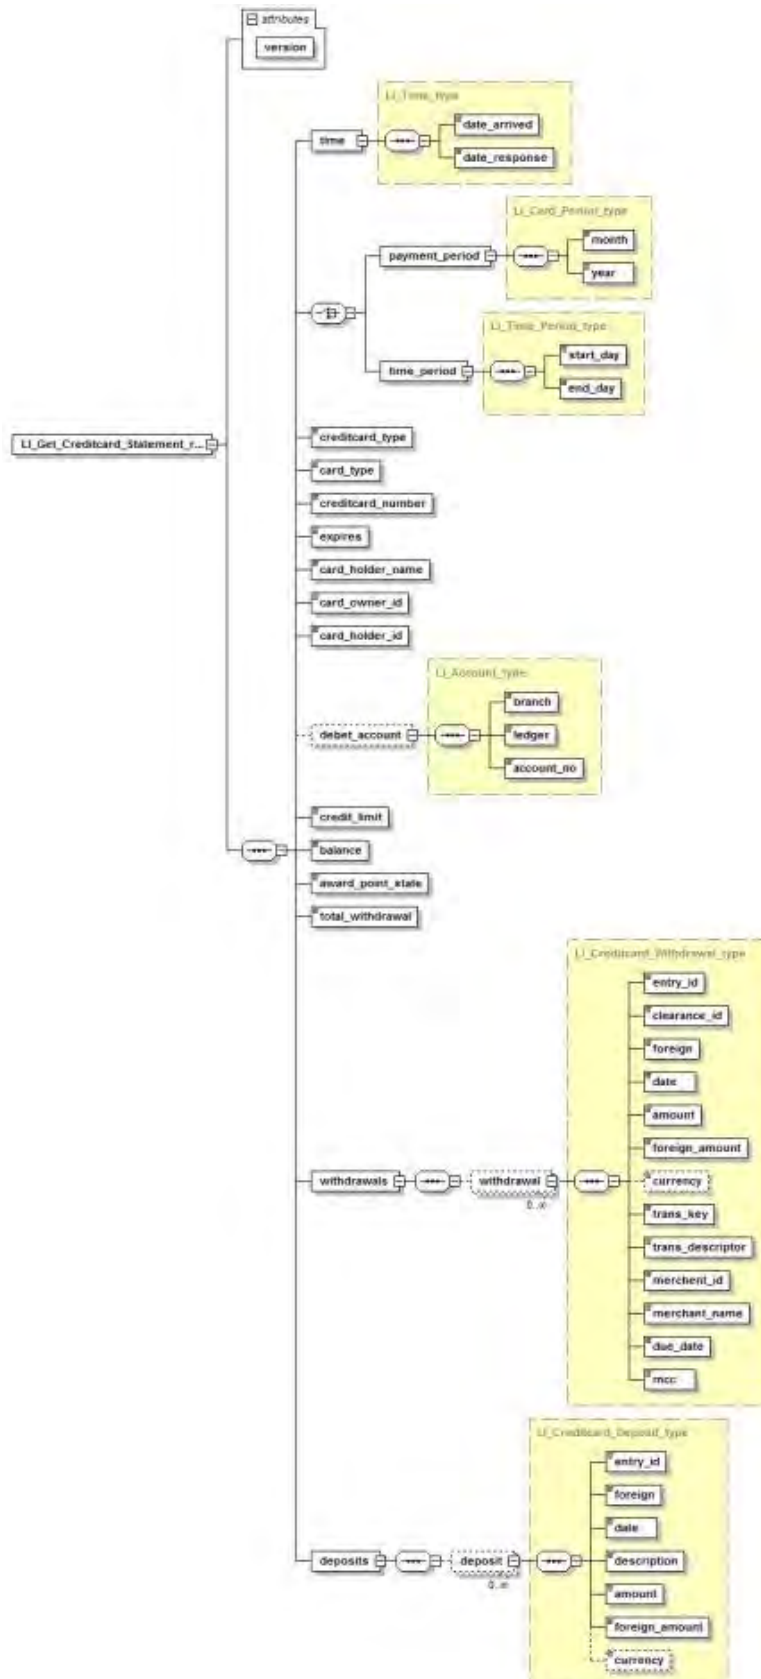 attributes
version
LI_Time_type
time
date_arrived
date_response
LI_Card_Period_type
payment_period
month
year
LI_Time_Period_type
time_period
start_day
end_day
LI_Get_Creditcard_Statement_r...
creditcard_type
card_type
creditcard_number
expires
card_holder_name
card_owner_id
card_holder_id
LI_Account_type
debet_account
branch
ledger
account_no
credit_limit
balance
award_point_state
total_withdrawal
LI_Creditcard_Withdrawal_type
entry_id
clearance_id
foreign
date
amount
foreign_amount
withdrawals
withdrawal
0..∞
currency
trans_key
trans_descriptor
merchent_id
merchant_name
due_date
mcc
LI_Creditcard_Deposit_type
entry_id
foreign
date
deposits
deposit
0..∞
description
amount
foreign_amount
currency